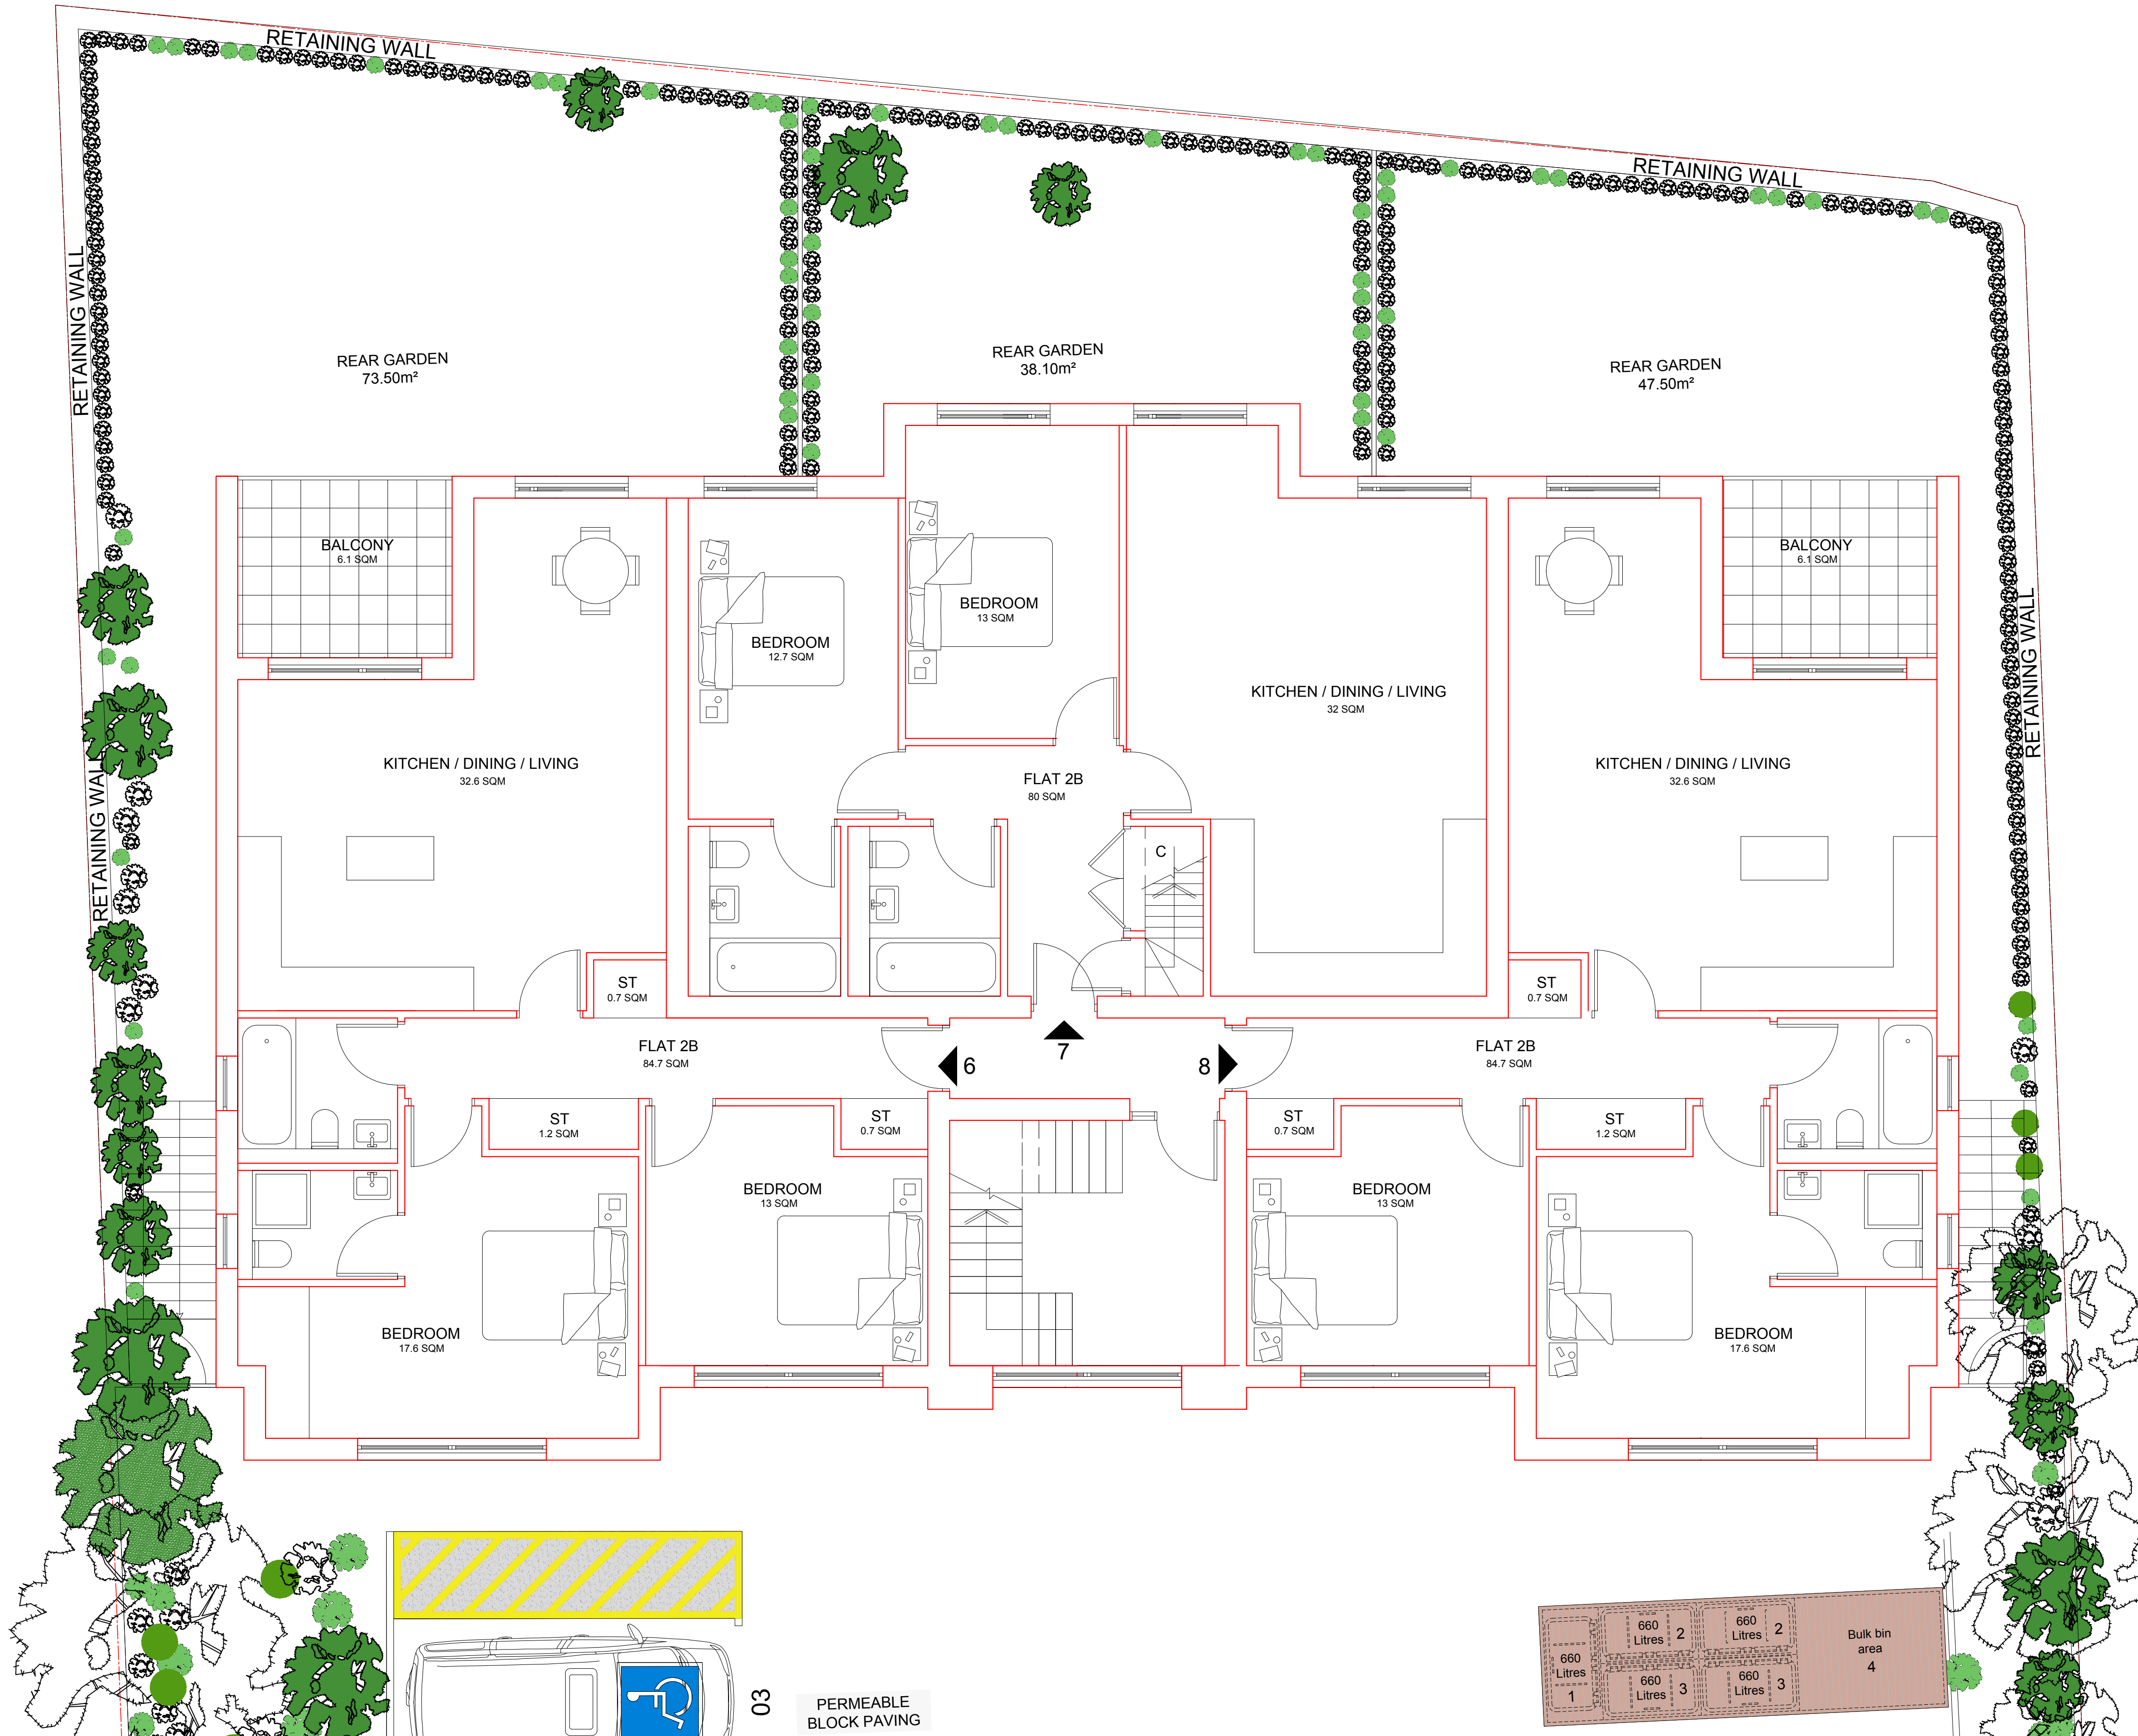 RETAINING WALL
RETAINING WALL
RETAINING WALL
REAR GARDEN
73.50m²
REAR GARDEN
38.10m²
REAR GARDEN
47.50m²
BALCONY
6.1 SQM
BALCONY
6.1 SQM
BEDROOM
12.7 SQM
BEDROOM
13 SQM
RETAINING WALL
KITCHEN / DINING / LIVING
32 SQM
KITCHEN / DINING / LIVING
32.6 SQM
FLAT 2B
80 SQM
KITCHEN / DINING / LIVING
32.6 SQM
RETAINING WALL
C
ST
0.7 SQM
ST
0.7 SQM
FLAT 2B
84.7 SQM
6
7
8
FLAT 2B
84.7 SQM
ST
1.2 SQM
ST
0.7 SQM
ST
0.7 SQM
ST
1.2 SQM
BEDROOM
13 SQM
BEDROOM
13 SQM
BEDROOM
17.6 SQM
BEDROOM
17.6 SQM
03
PERMEABLE
BLOCK PAVING
660
Litres
1
660
Litres
2
660
Litres
2
660
Litres
3
660
Litres
3
Bulk bin
area
4